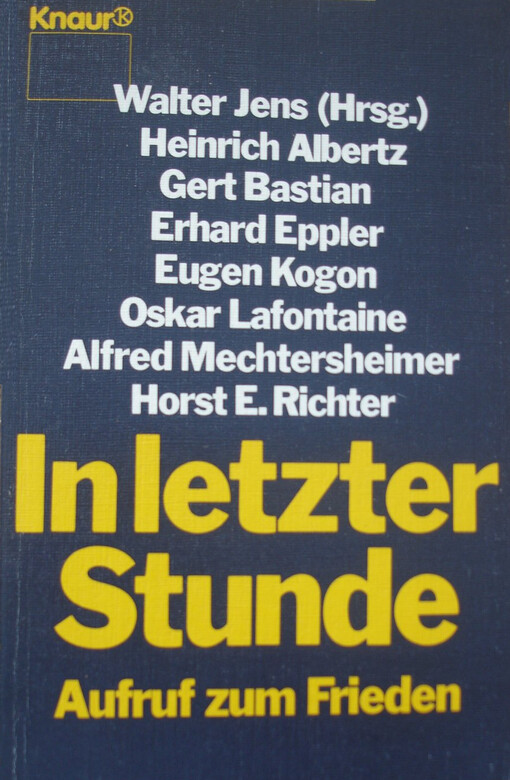 Knaur K
Walter Jens (Hrsg.)
Heinrich Albertz
Gert Bastian
Erhard Eppler
Eugen Kogon
Oskar Lafontaine
Alfred Mechtersheimer
Horst E. Richter
In letzter
Stunde
Aufruf zum Frieden